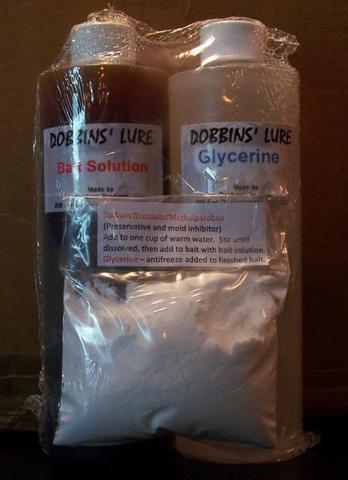 DOBBINS' LURE
Bait Solution
Made by
DOBBINS' LURE
Glycerine
Sodium Benzoate/Methylparaben
(Preservative and mold inhibitor)
Add to one cup of warm water. Stir until
dissolved, then add to bait with bait solution.
Glycerine – antifreeze added to finished bait.